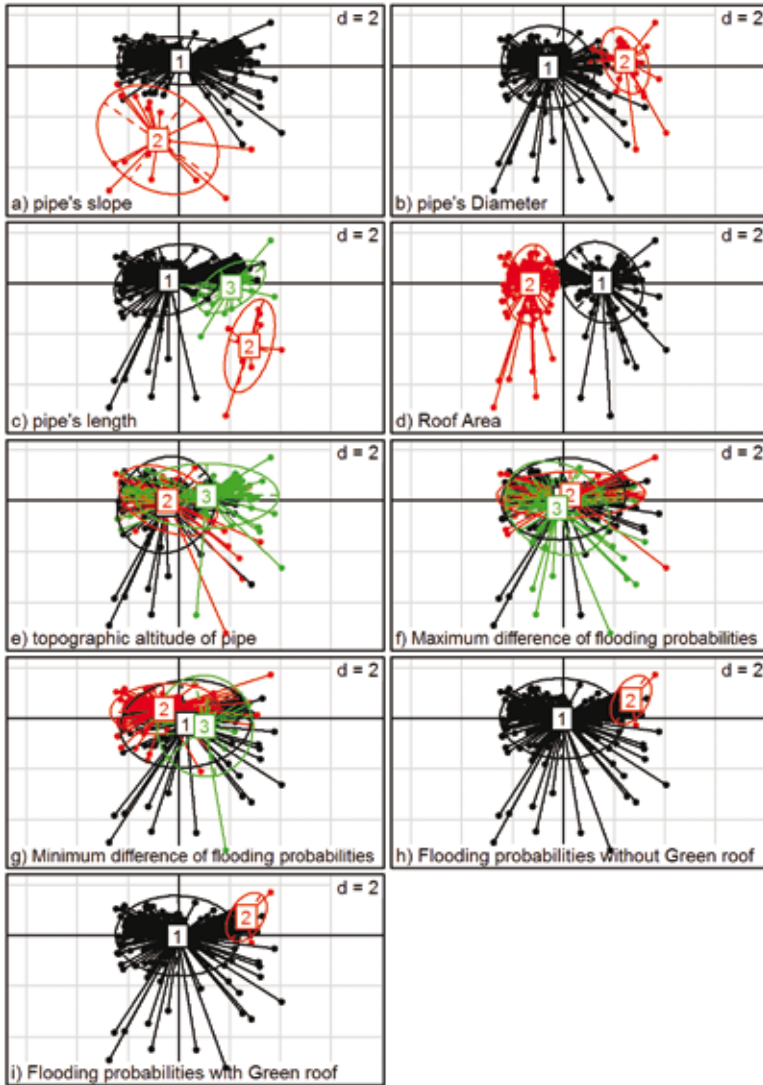 d = 2
1
2
a) pipe's slope
d = 2
1
2
b) pipe's Diameter
d = 2
1
3
2
c) pipe's length
d = 2
2
1
d) Roof Area
d = 2
2
3
e) topographic altitude of pipe
d = 2
2
3
f) Maximum difference of flooding probabilities
d = 2
2
1
3
g) Minimum difference of flooding probabilities
d = 2
2
1
h) Flooding probabilities without Green roof
d = 2
2
1
i) Flooding probabilities with Green roof